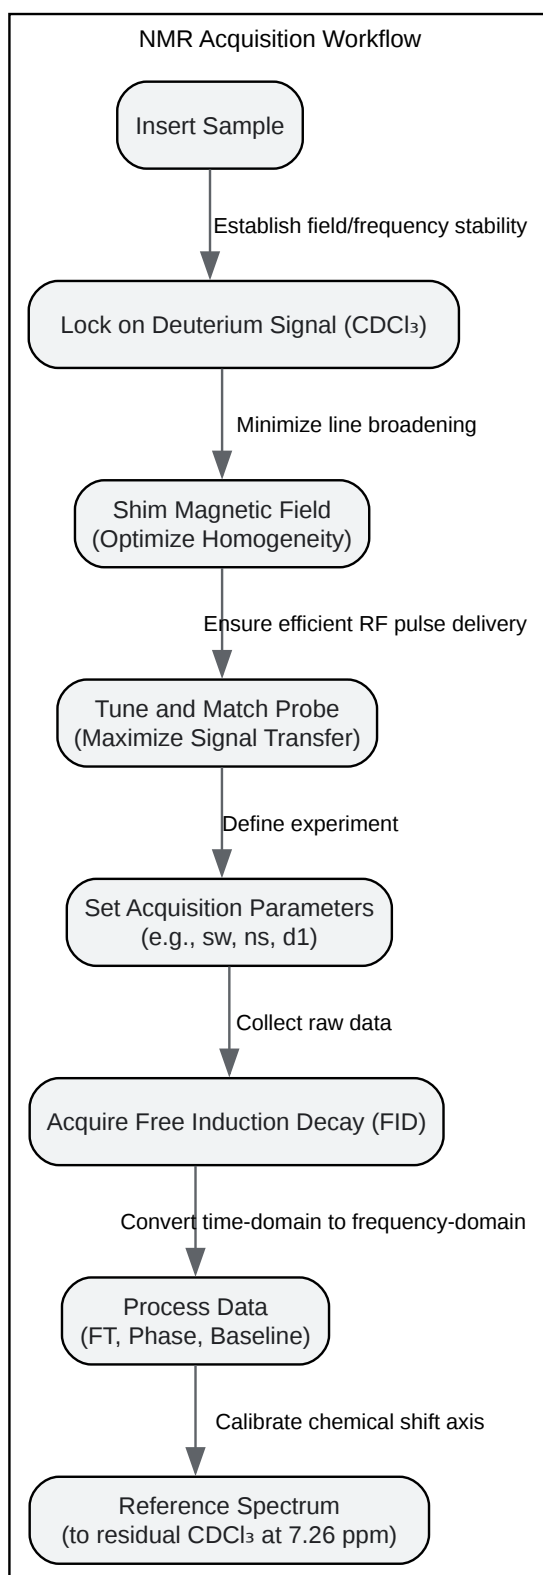 NMR Acquisition Workflow
Insert Sample
Establish field/frequency stability
Lock on Deuterium Signal (CDCl₃)
Minimize line broadening
Shim Magnetic Field
(Optimize Homogeneity)
Ensure efficient RF pulse delivery
Tune and Match Probe
(Maximize Signal Transfer)
Define experiment
Set Acquisition Parameters
(e.g., sw, ns, d1)
Collect raw data
Acquire Free Induction Decay (FID)
Convert time-domain to frequency-domain
Process Data
(FT, Phase, Baseline)
Calibrate chemical shift axis
Reference Spectrum
(to residual CDCl₃ at 7.26 ppm)